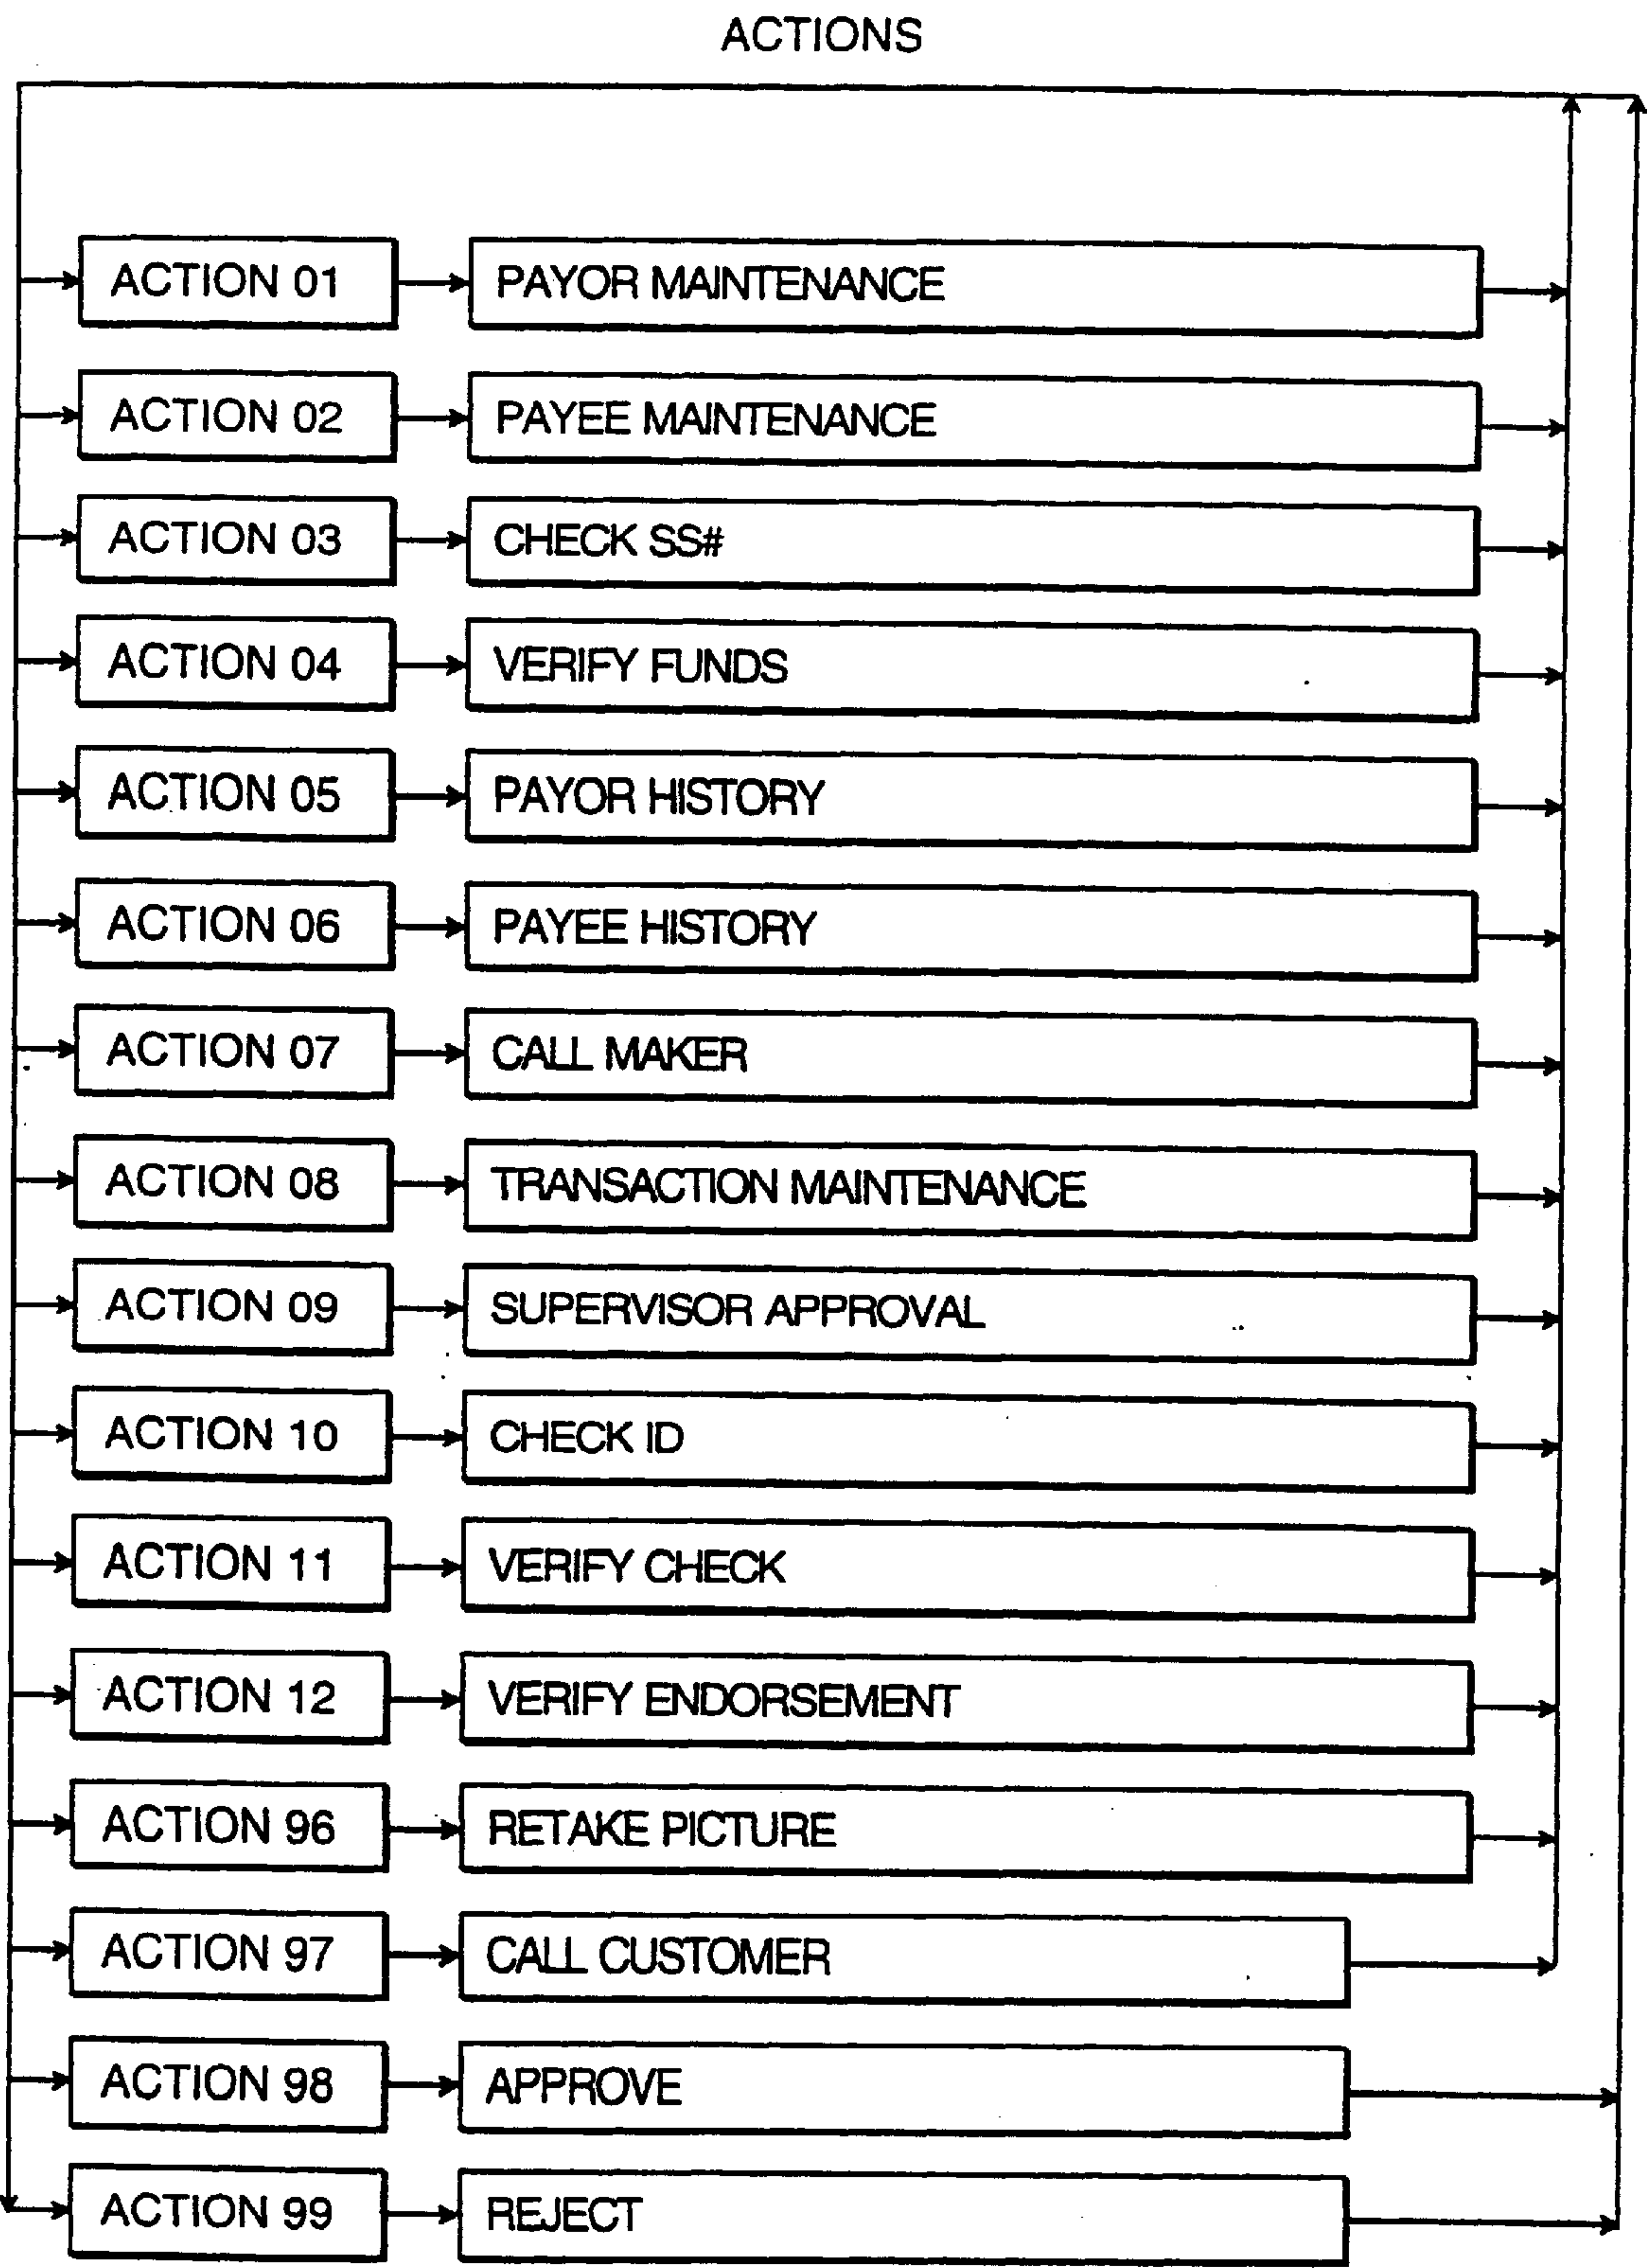 ACTIONS
ACTION 01 PAYOR MAINTENANCE
ACTION 02 PAYEE MAINTENANCE
ACTION 03 CHECK SS#
ACTION 04 VERIFY FUNDS
ACTION 05 PAYOR HISTORY
ACTION 06 PAYEE HISTORY
ACTION 07 CALL MAKER
ACTION 08 TRANSACTION MAINTENANCE
ACTION 09 SUPERVISOR APPROVAL
ACTION 10 CHECK ID
ACTION 11 VERIFY CHECK
ACTION 12 VERIFY ENDORSEMENT
ACTION 96 RETAKE PICTURE
ACTION 97 CALL CUSTOMER
ACTION 98 APPROVE
ACTION 99 REJECT